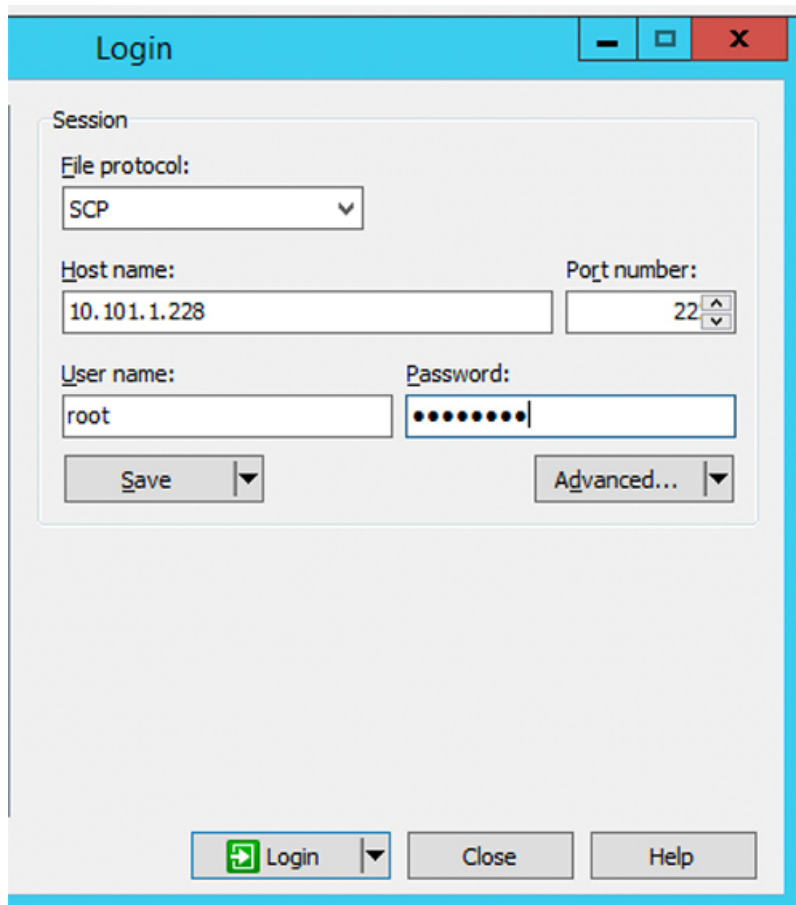 Login
Session
File protocol:
SCP
Host name: Port number:
10.101.1.228 22
User name: Password:
root ••••••••
Save Advanced...
Login Close Help